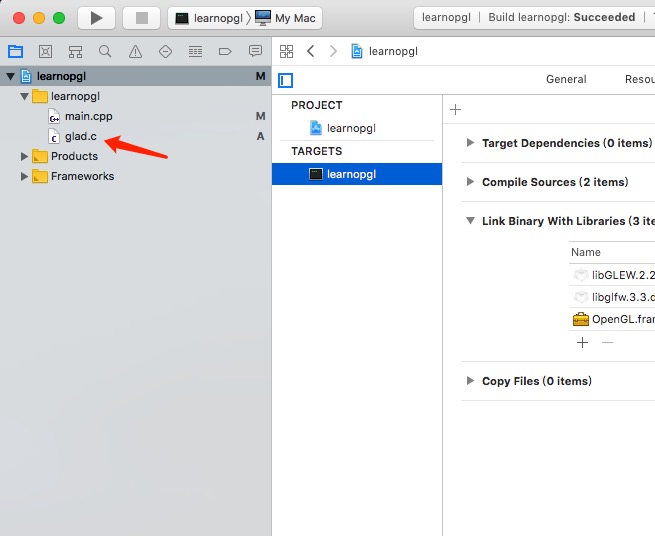 learnopgl
My Mac
learnopgl | Build learnopgl: Succeeded
learnopgl M
learnopgl
main.cpp M
glad.c A
Products
Frameworks
learnopgl
General
Resou
PROJECT
learnopgl
TARGETS
learnopgl
Target Dependencies (0 items)
Compile Sources (2 items)
Link Binary With Libraries (3 ite
Name
libGLEW.2.2
libglfw.3.3.d
OpenGL.fram
Copy Files (0 items)